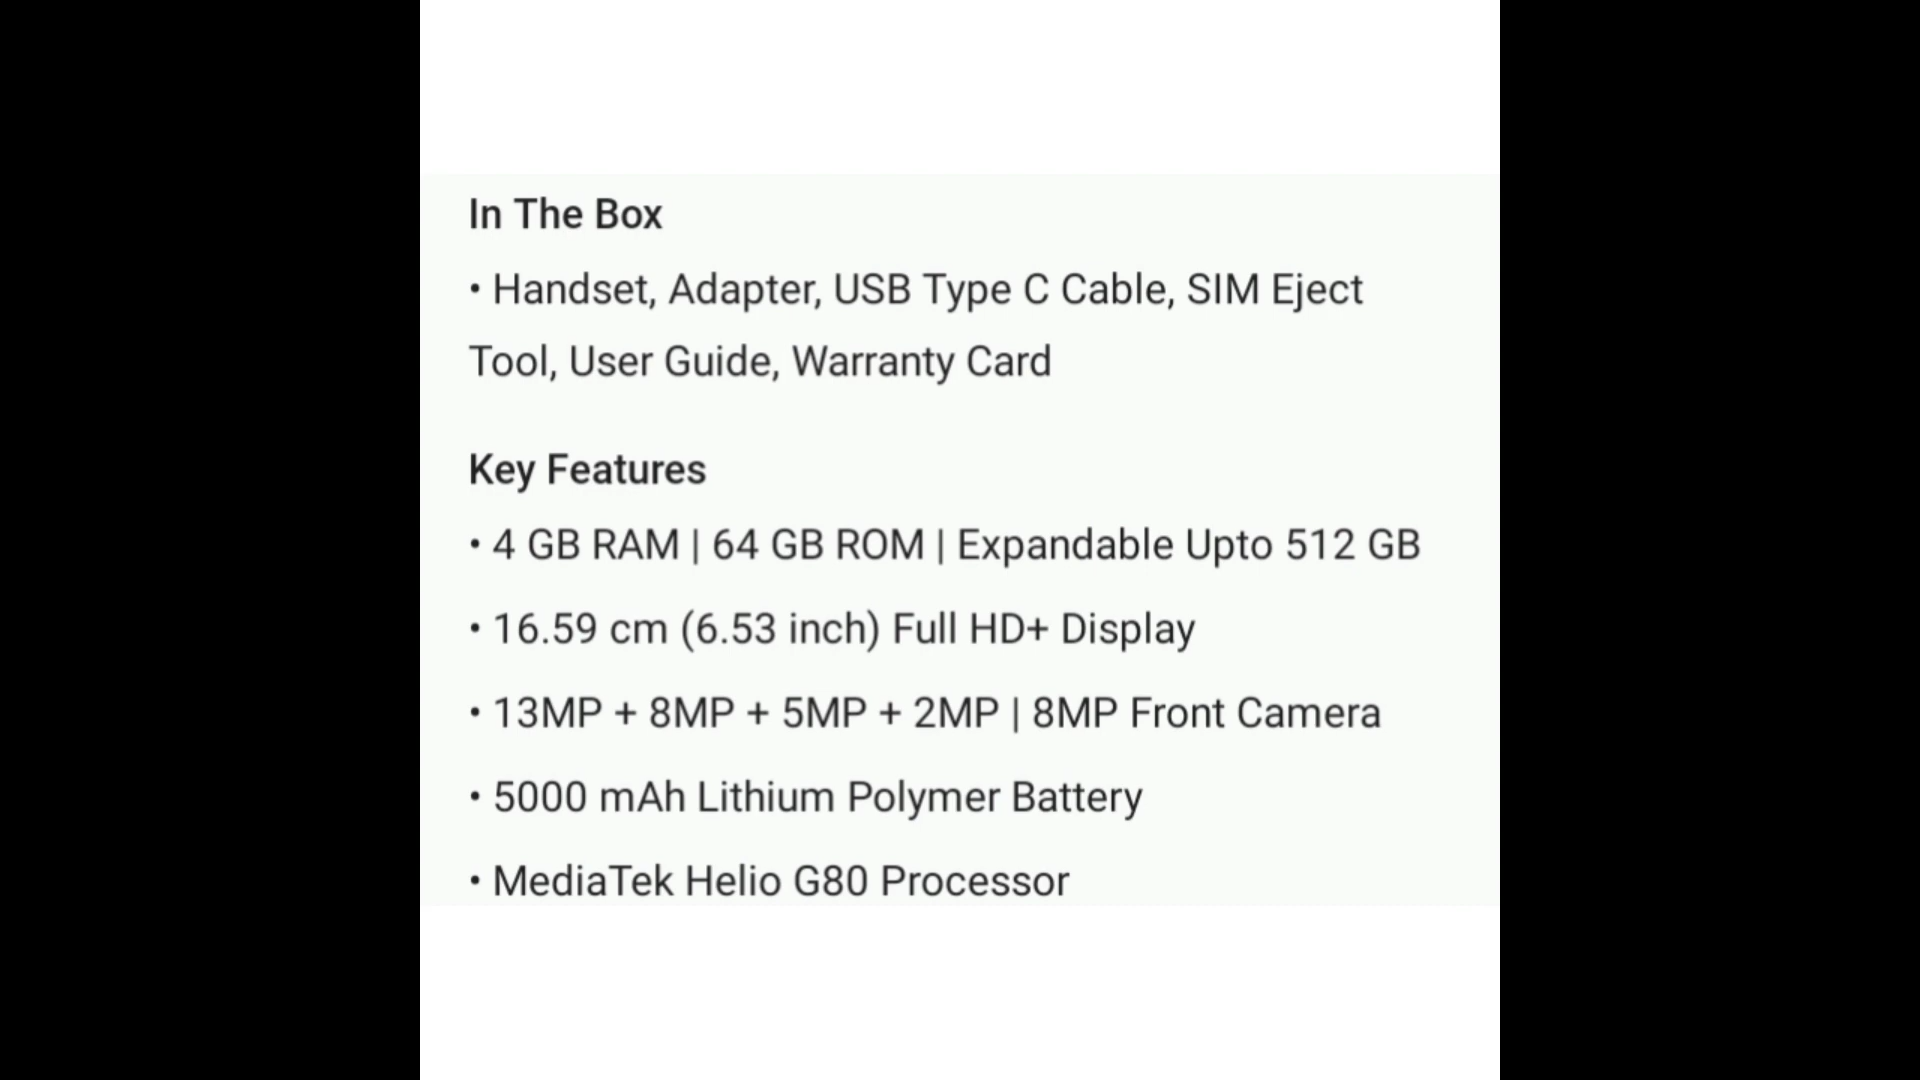 In The Box
• Handset, Adapter, USB Type C Cable, SIM Eject
Tool, User Guide, Warranty Card
Key Features
• 4 GB RAM | 64 GB ROM | Expandable Upto 512 GB
• 16.59 cm (6.53 inch) Full HD+ Display
• 13MP + 8MP + 5MP + 2MP | 8MP Front Camera
• 5000 mAh Lithium Polymer Battery
• MediaTek Helio G80 Processor